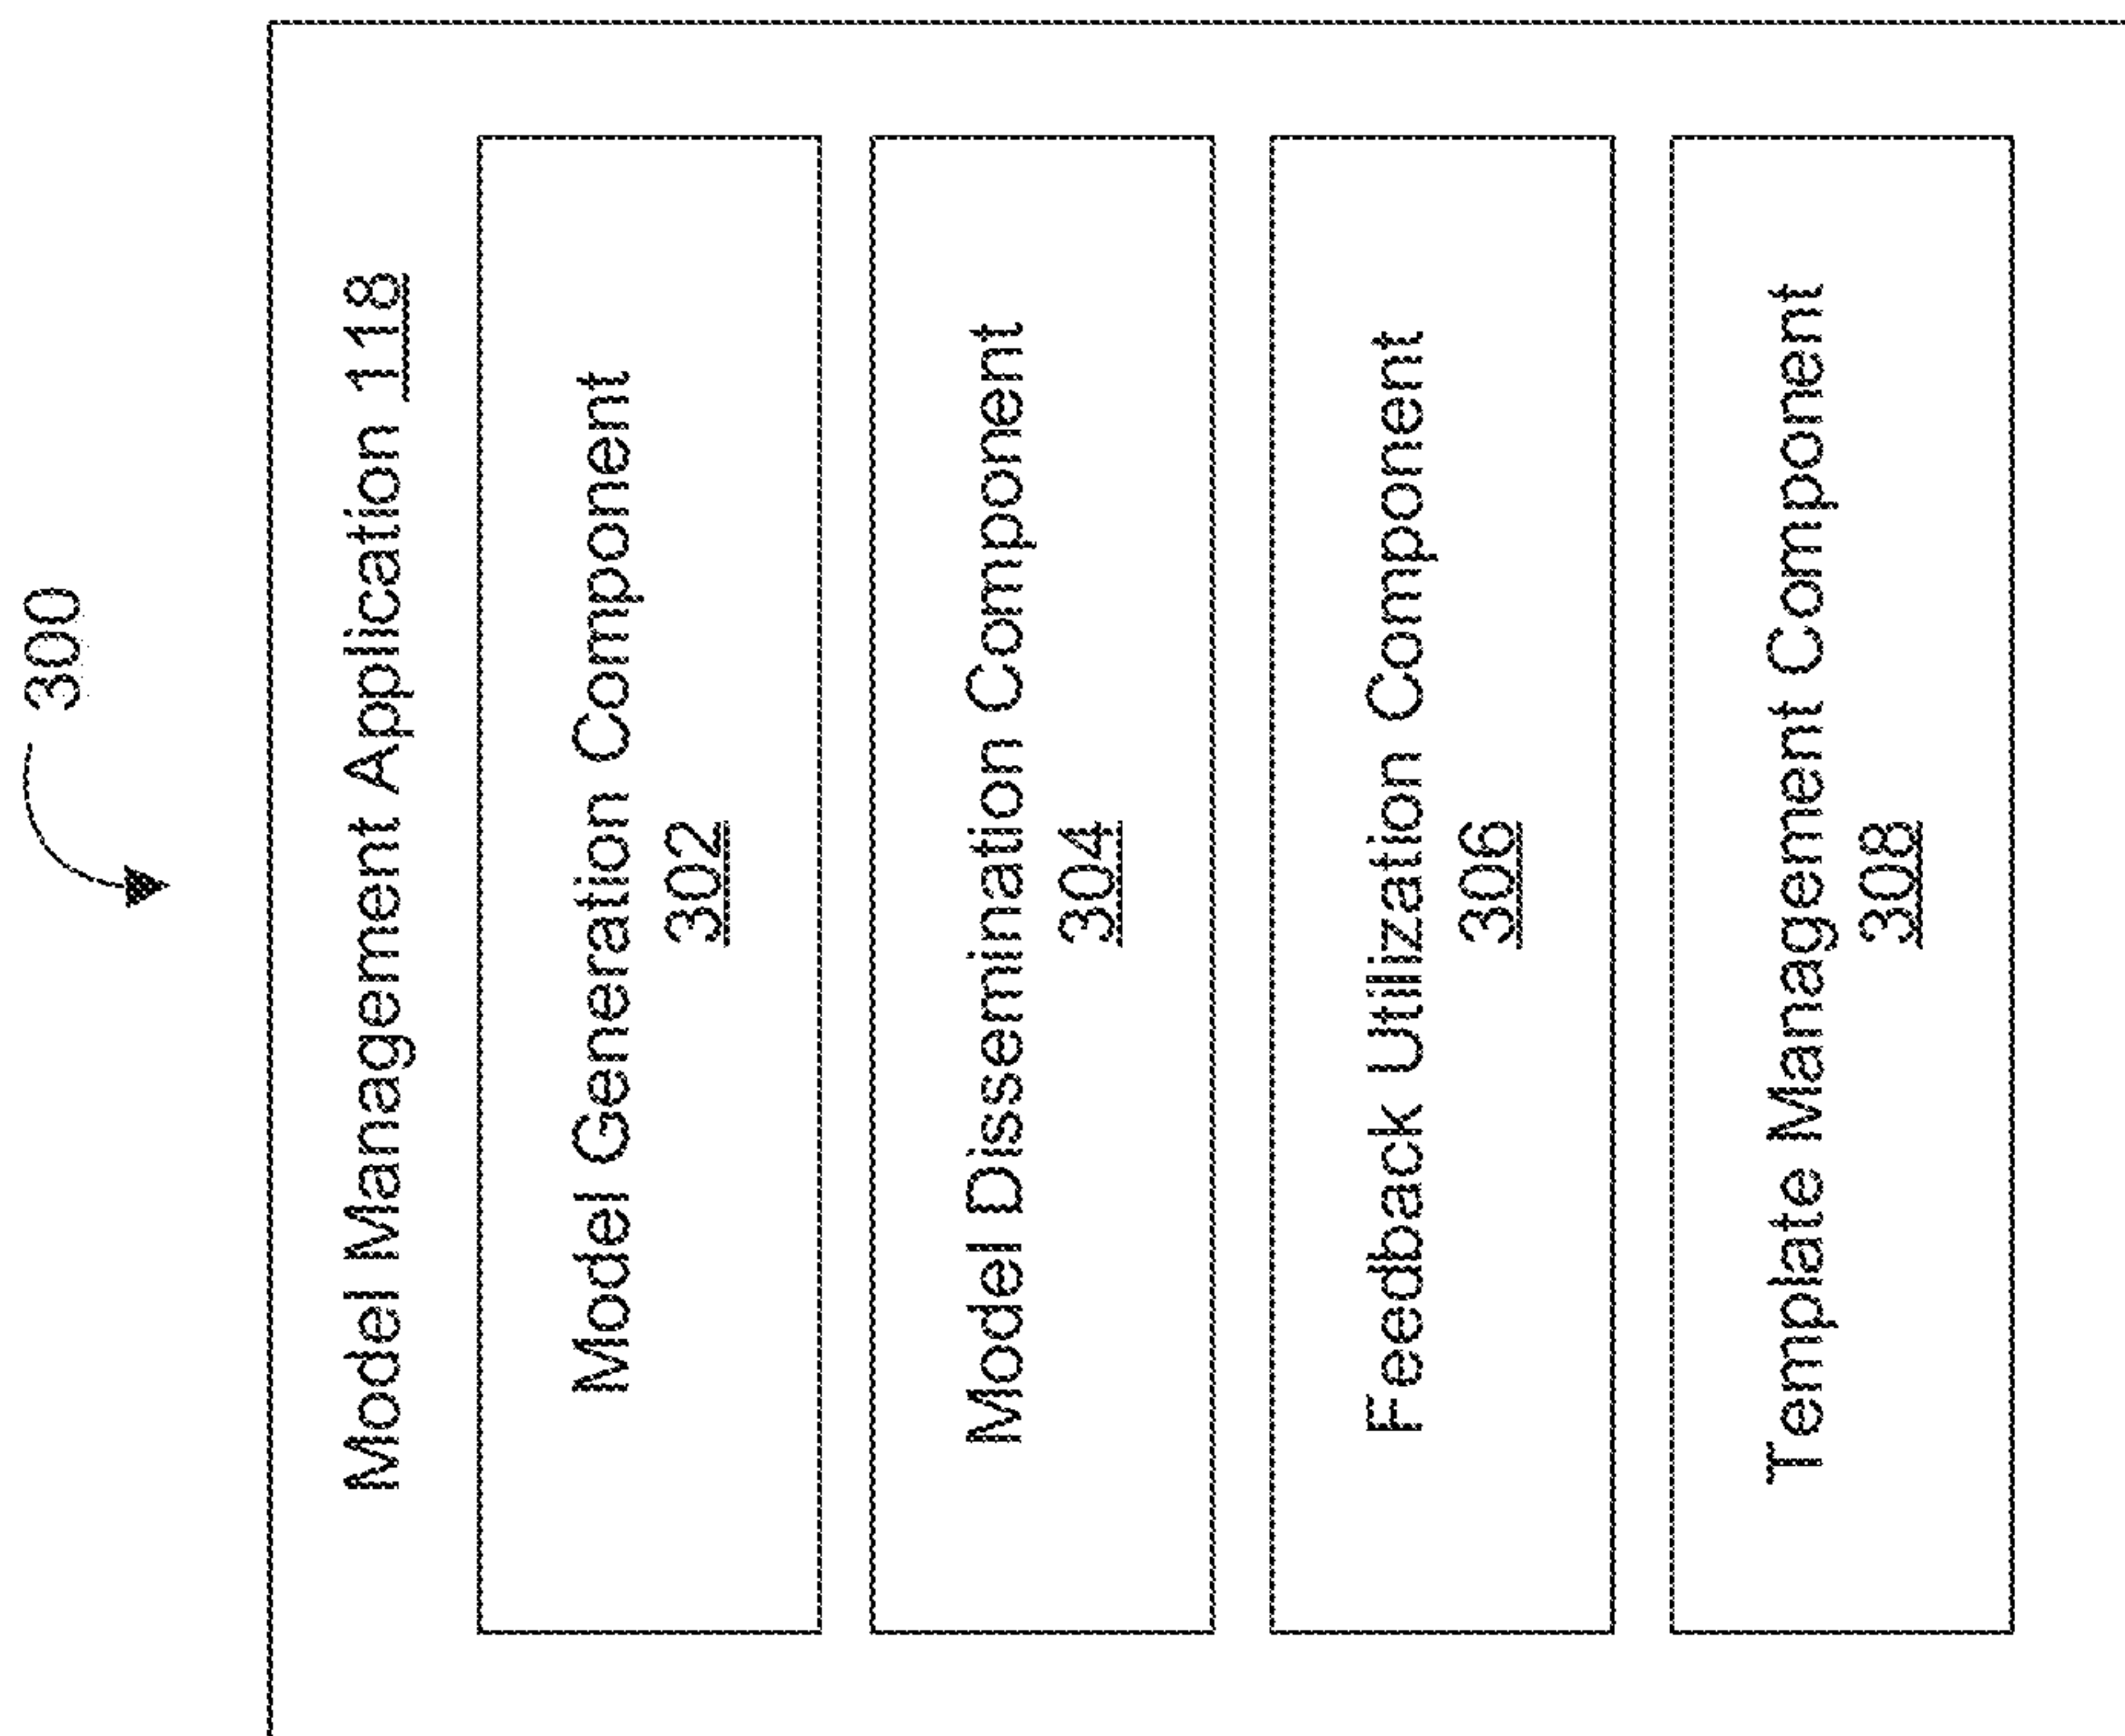 300
Model Management Application 118
Model Generation Component
302
Model Dissemination Component
304
Feedback Utilization Component
306
Template Management Component
308